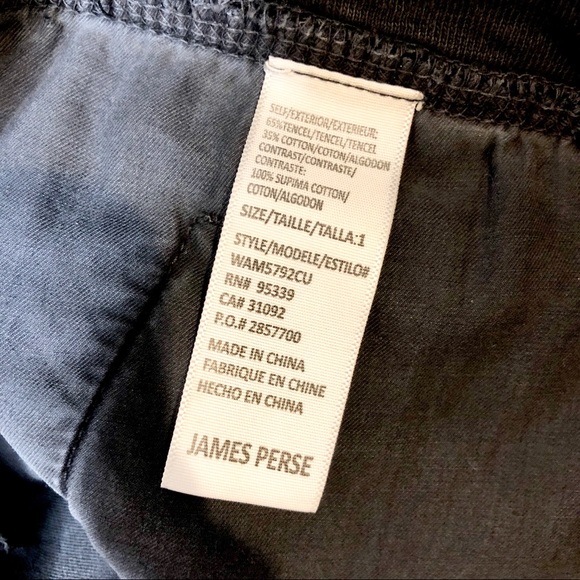 SELF/EXTERIOR/EXTERIEUR:
65%TENCEL/TENCEL/TENCEL
35% COTTON/COTON/ALGODON
CONTRAST/CONTRASTE/
CONTRASTE:
100% SUPIMA COTTON/
COTON/ALGODON
SIZE/TAILLE/TALLA:1
STYLE/MODELE/ESTILO#
WAM5792CU
RN# 95339
CA# 31092
P.O.# 2857700
MADE IN CHINA
FABRIQUE EN CHINE
HECHO EN CHINA
JAMES PERSE